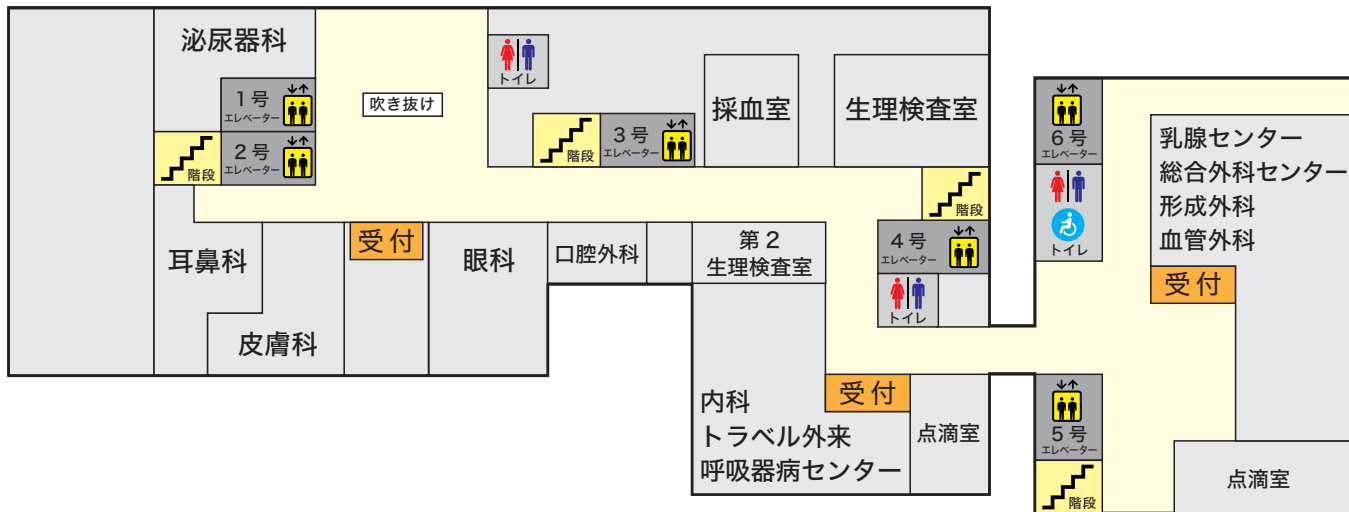 泌尿器科
トイレ
1号
エレベーター
吹き抜け
2号
エレベーター
階段
階段
3号
エレベーター
採血室
生理検査室
6号
エレベーター
トイレ
乳腺センター
総合外科センター
形成外科
血管外科
受付
階段
4号
エレベーター
トイレ
耳鼻科
皮膚科
受付
眼科
口腔外科
第2
生理検査室
内科
トラベル外来
呼吸器病センター
受付
点滴室
5号
エレベーター
階段
点滴室